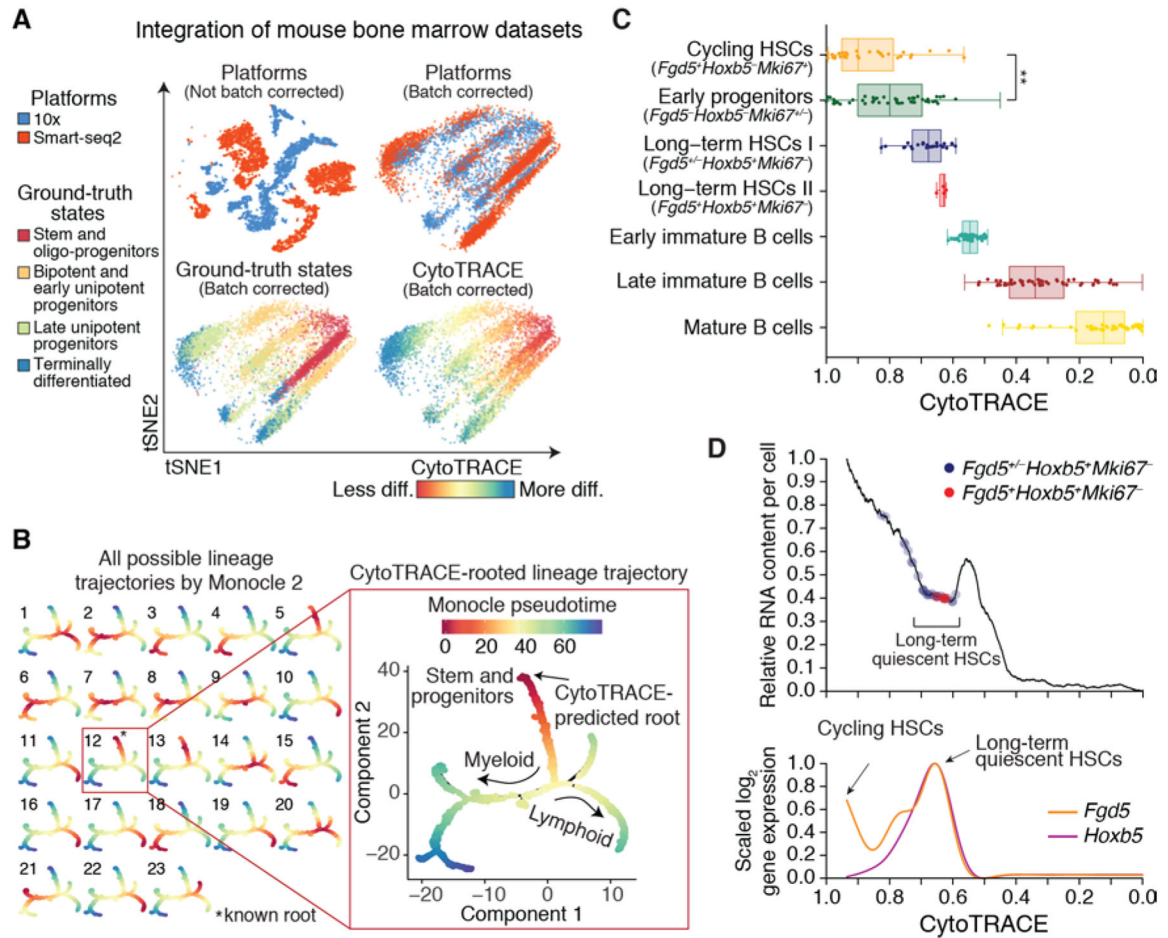 A
Integration of mouse bone marrow datasets
Platforms
10x
Smart-seq2
Ground-truth
states
Stem and
oligo-progenitors
Bipotent and
early unipotent
progenitors
Late unipotent
progenitors
Terminally
differentiated
Platforms
(Not batch corrected)
Platforms
(Batch corrected)
Ground-truth states
(Batch corrected)
CytoTRACE
(Batch corrected)
tSNE2
tSNE1
CytoTRACE
Less diff.
More diff.
B
All possible lineage
trajectories by Monocle 2
1 2 3 4 5
6 7 8 9 10
11 12 * 13 14 15
16 17 18 19 20
21 22 23
*known root
CytoTRACE-rooted lineage trajectory
Monocle pseudotime
0 20 40 60
Stem and
progenitors
CytoTRACE-
predicted root
Myeloid
Lymphoid
Component 2
40
20
0
−20
−20 −10 0 10
Component 1
C
Cycling HSCs
(Fgd5+Hoxb5−Mki67+)
Early progenitors
(Fgd5−Hoxb5−Mki67+/−)
Long−term HSCs I
(Fgd5+/−Hoxb5+Mki67−)
Long−term HSCs II
(Fgd5+Hoxb5+Mki67−)
Early immature B cells
Late immature B cells
Mature B cells
**
1.0 0.8 0.6 0.4 0.2 0.0
CytoTRACE
D
Relative RNA content per cell
1.0
0.9
0.8
0.7
0.6
0.5
0.4
0.3
0.2
0.1
0.0
Fgd5+/−Hoxb5+Mki67−
Fgd5+Hoxb5+Mki67−
Long-term
quiescent HSCs
Scaled log2
gene expression
1.0
0.8
0.6
0.4
0.2
0.0
Cycling HSCs
Long-term
quiescent HSCs
Fgd5
Hoxb5
1.0 0.8 0.6 0.4 0.2 0.0
CytoTRACE